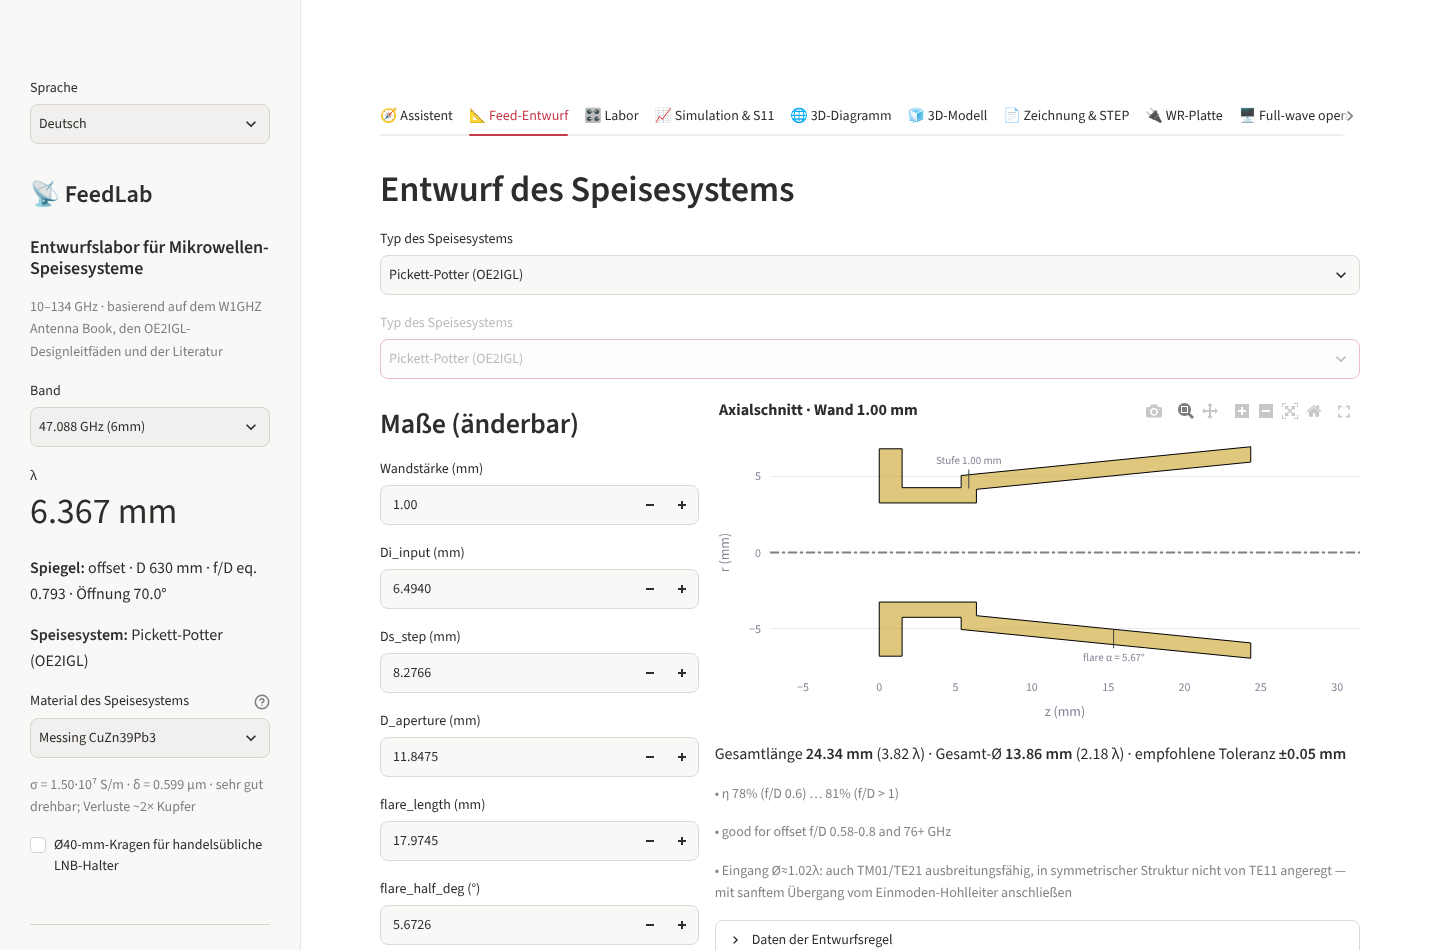 Sprache
Deutsch
📡 FeedLab
Entwurfslabor für Mikrowellen-
Speisesysteme
10–134 GHz · basierend auf dem W1GHZ
Antenna Book, den OE2IGL-
Designleitfäden und der Literatur
Band
47.088 GHz (6mm)
λ
6.367 mm
Spiegel: offset · D 630 mm · f/D eq.
0.793 · Öffnung 70.0°
Speisesystem: Pickett-Potter
(OE2IGL)
Material des Speisesystems
Messing CuZn39Pb3
σ = 1.50·10⁷ S/m · δ = 0.599 µm · sehr gut
drehbar; Verluste ~2× Kupfer
Ø40-mm-Kragen für handelsübliche
LNB-Halter
🧭 Assistent 📐 Feed-Entwurf 🎛️ Labor 📈 Simulation & S11 🌐 3D-Diagramm 🧊 3D-Modell 📄 Zeichnung & STEP 🔌 WR-Platte 🖥️ Full-wave oper
Entwurf des Speisesystems
Typ des Speisesystems
Pickett-Potter (OE2IGL)
Typ des Speisesystems
Pickett-Potter (OE2IGL)
Maße (änderbar)
Wandstärke (mm)
1.00
Di_input (mm)
6.4940
Ds_step (mm)
8.2766
D_aperture (mm)
11.8475
flare_length (mm)
17.9745
flare_half_deg (°)
5.6726
Axialschnitt · Wand 1.00 mm
Stufe 1.00 mm
5
0
−5
r (mm)
flare α = 5.67°
−5 0 5 10 15 20 25 30
z (mm)
Gesamtlänge 24.34 mm (3.82 λ) · Gesamt-Ø 13.86 mm (2.18 λ) · empfohlene Toleranz ±0.05 mm
• η 78% (f/D 0.6) … 81% (f/D > 1)
• good for offset f/D 0.58-0.8 and 76+ GHz
• Eingang Ø≈1.02λ: auch TM01/TE21 ausbreitungsfähig, in symmetrischer Struktur nicht von TE11 angeregt —
mit sanftem Übergang vom Einmoden-Hohlleiter anschließen
Daten der Entwurfsregel